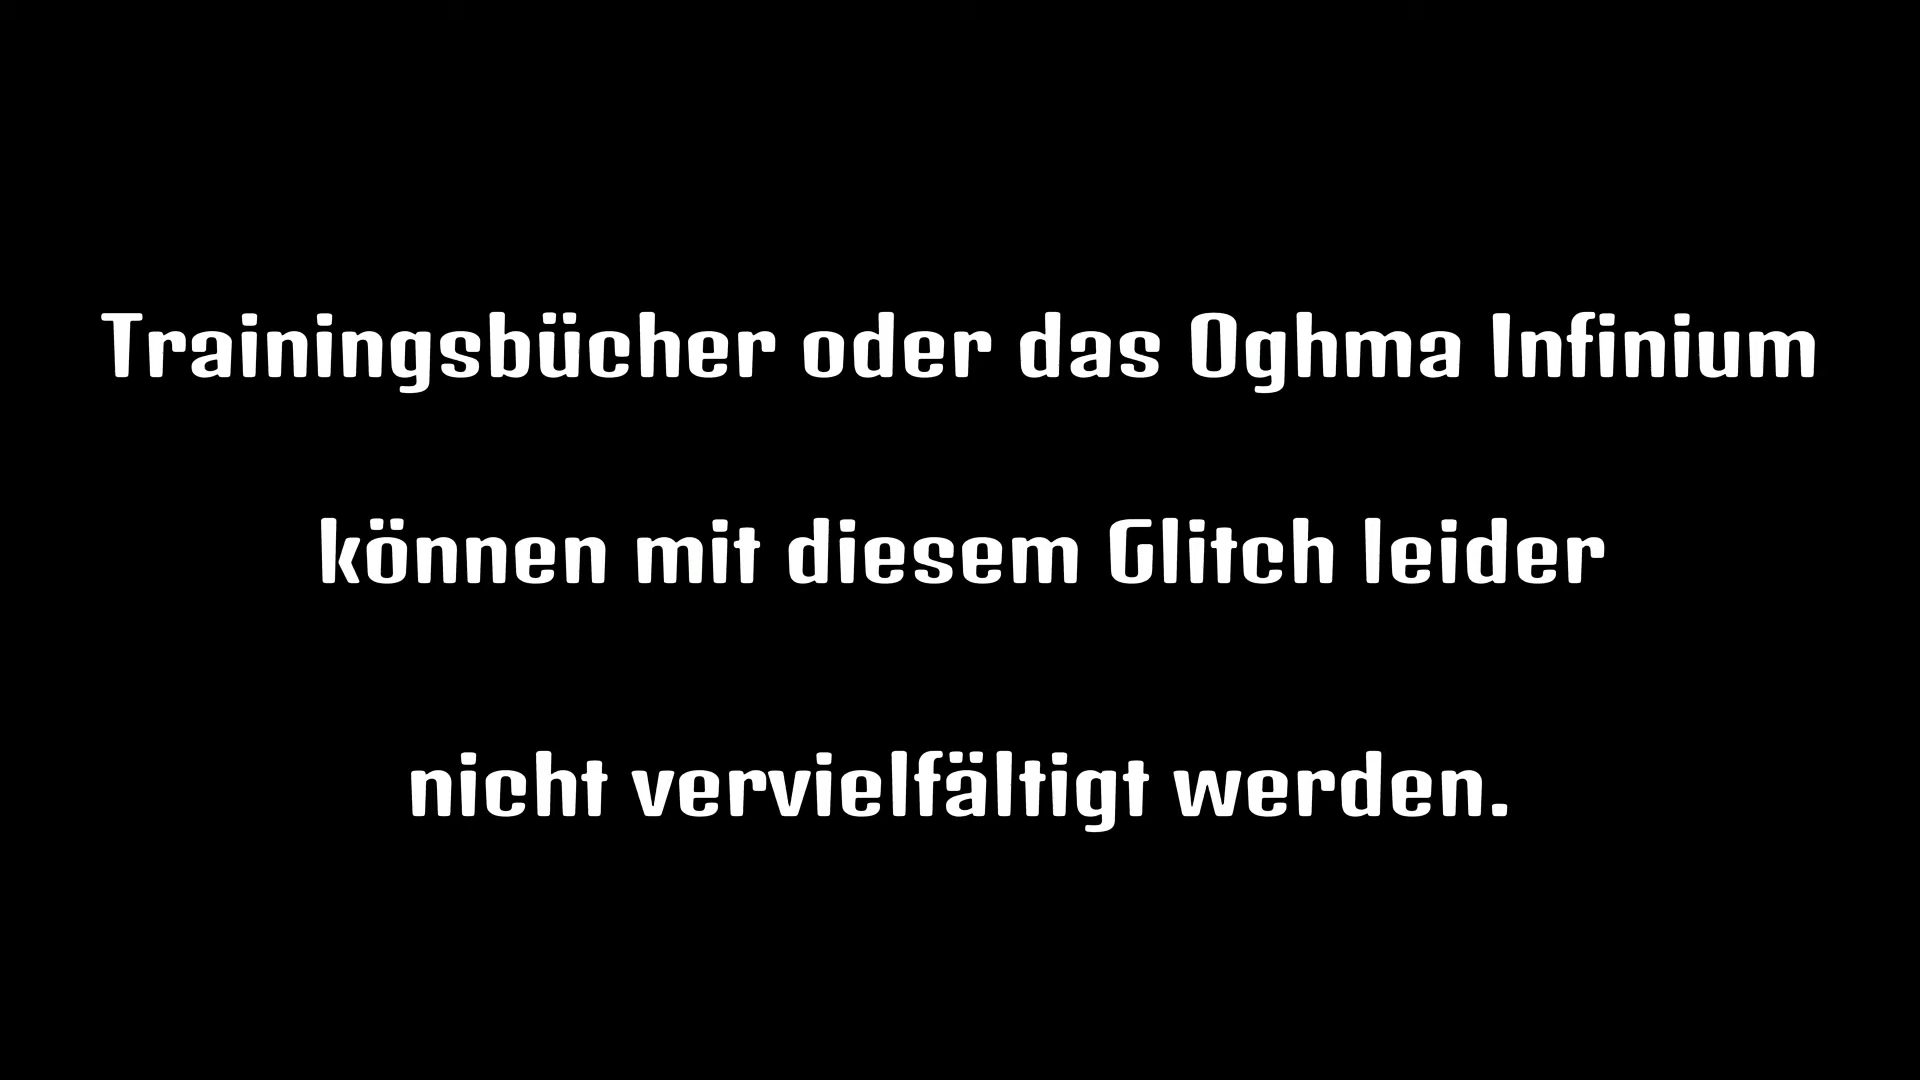 Trainingsbücher oder das Oghma Infinium
können mit diesem Glitch leider
nicht vervielfältigt werden.